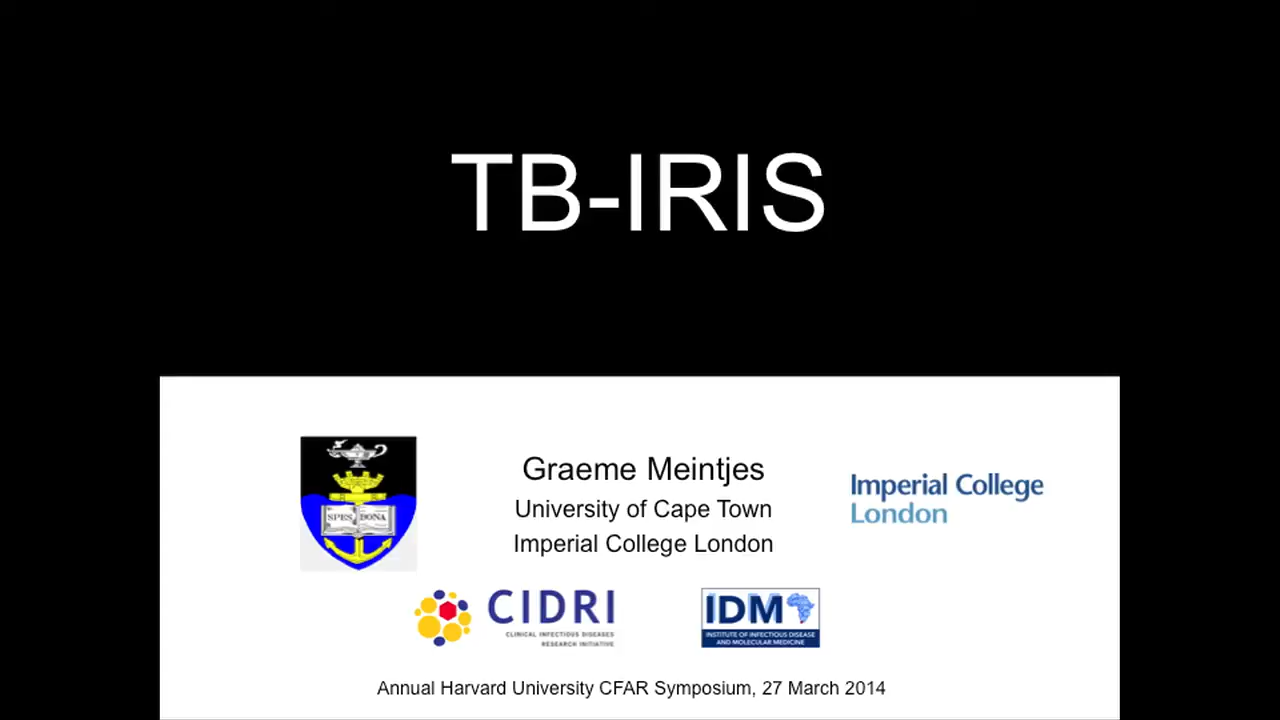 TB-IRIS
Graeme Meintjes
University of Cape Town
Imperial College London
SPES BONA
Imperial College
London
CIDRI
CLINICAL INFECTIOUS DISEASES
RESEARCH INITIATIVE
IDM
INSTITUTE OF INFECTIOUS DISEASE
AND MOLECULAR MEDICINE
Annual Harvard University CFAR Symposium, 27 March 2014